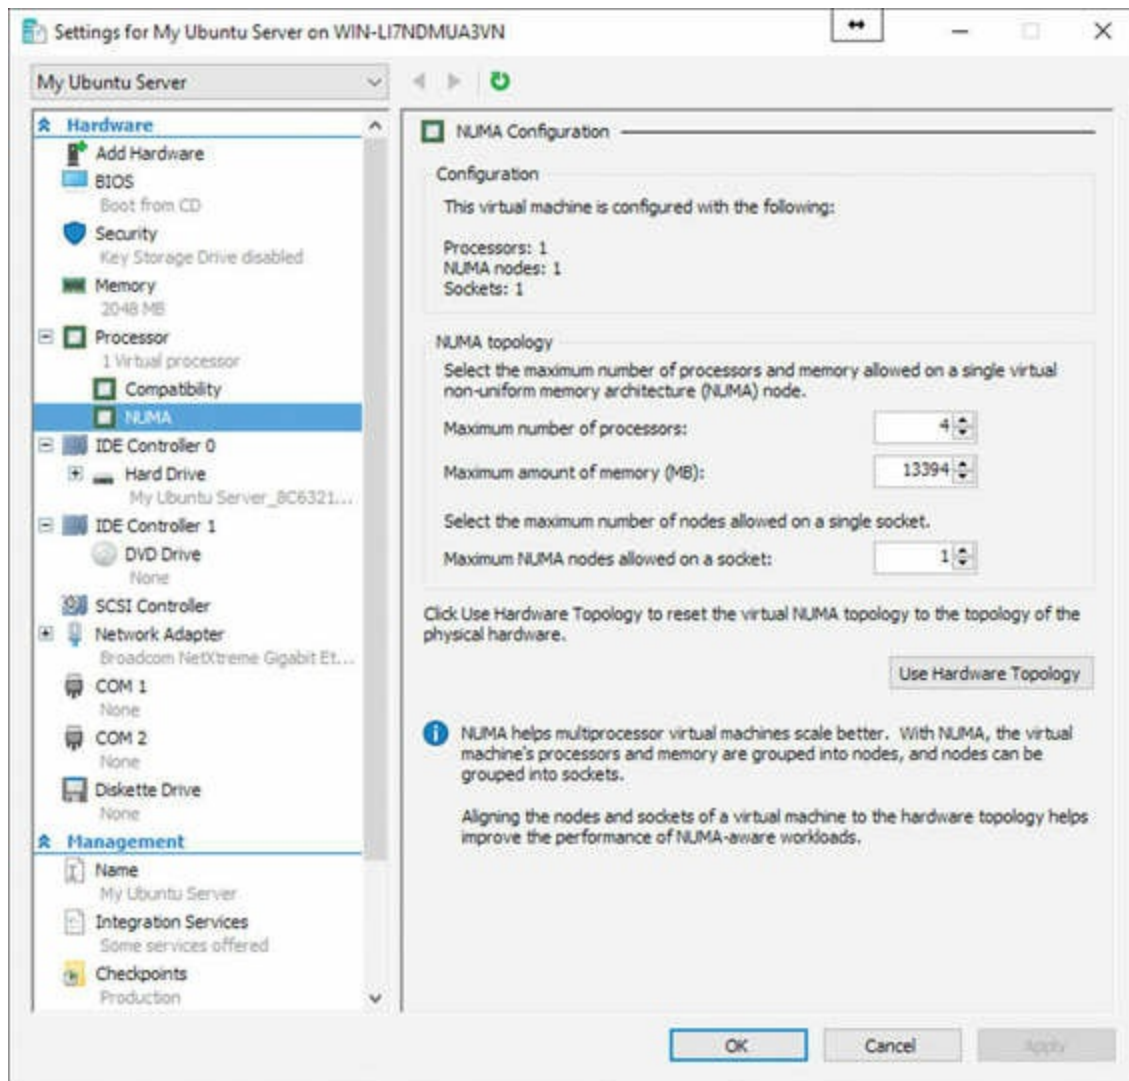 Settings for My Ubuntu Server on WIN-LI7NDMUA3VN
My Ubuntu Server
Hardware
Add Hardware
BIOS
Boot from CD
Security
Key Storage Drive disabled
Memory
2048 MB
Processor
1 Virtual processor
Compatibility
NUMA
IDE Controller 0
Hard Drive
My Ubuntu Server_8C6321...
IDE Controller 1
DVD Drive
None
SCSI Controller
Network Adapter
Broadcom NetXtreme Gigabit Et...
COM 1
None
COM 2
None
Diskette Drive
None
Management
Name
My Ubuntu Server
Integration Services
Some services offered
Checkpoints
Production
NUMA Configuration
Configuration
This virtual machine is configured with the following:
Processors: 1
NUMA nodes: 1
Sockets: 1
NUMA topology
Select the maximum number of processors and memory allowed on a single virtual
non-uniform memory architecture (NUMA) node.
Maximum number of processors: 4
Maximum amount of memory (MB): 13394
Select the maximum number of nodes allowed on a single socket.
Maximum NUMA nodes allowed on a socket: 1
Click Use Hardware Topology to reset the virtual NUMA topology to the topology of the
physical hardware.
Use Hardware Topology
NUMA helps multiprocessor virtual machines scale better. With NUMA, the virtual
machine's processors and memory are grouped into nodes, and nodes can be
grouped into sockets.
Aligning the nodes and sockets of a virtual machine to the hardware topology helps
improve the performance of NUMA-aware workloads.
OK
Cancel
Apply